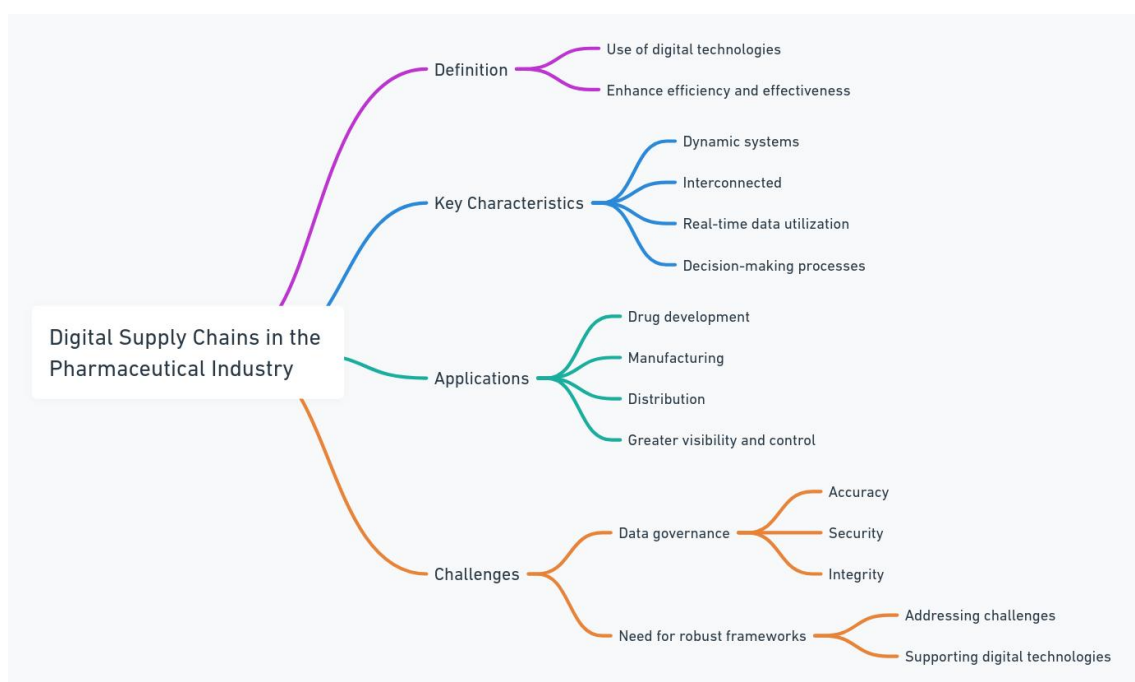 Digital Supply Chains in the
Pharmaceutical Industry
Definition
Use of digital technologies
Enhance efficiency and effectiveness
Key Characteristics
Dynamic systems
Interconnected
Real-time data utilization
Decision-making processes
Applications
Drug development
Manufacturing
Distribution
Greater visibility and control
Challenges
Data governance
Accuracy
Security
Integrity
Need for robust frameworks
Addressing challenges
Supporting digital technologies